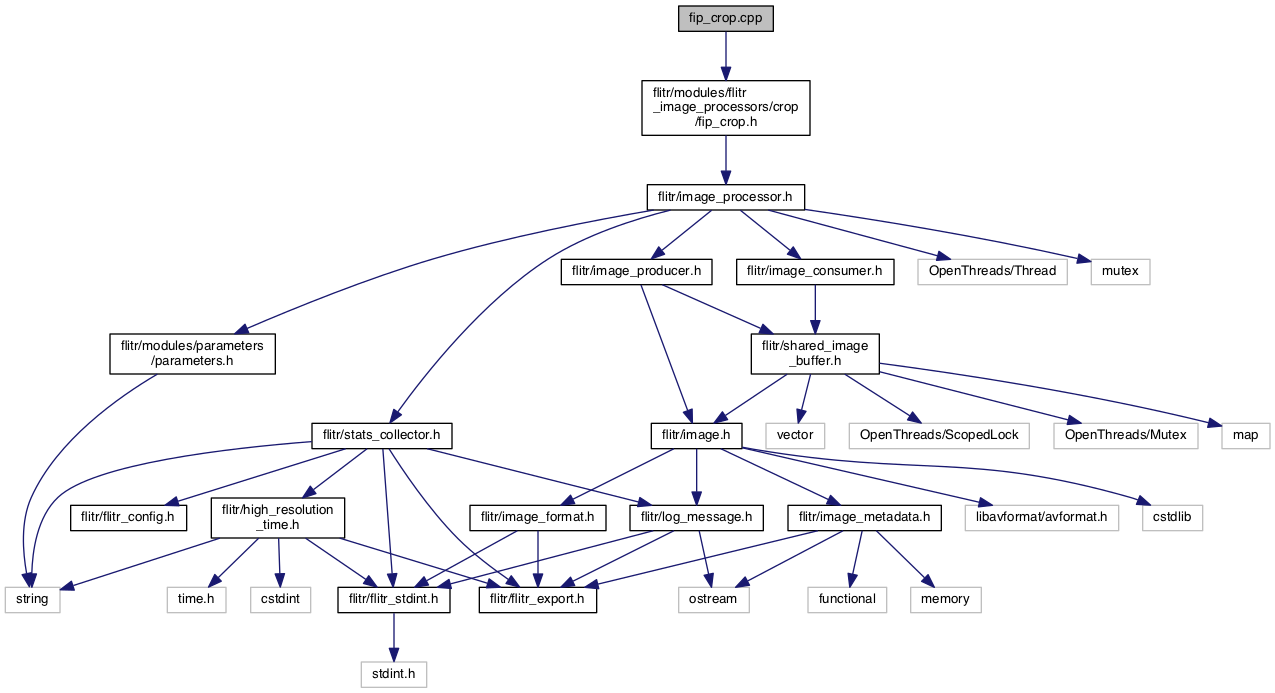 fip_crop.cpp
flitr/modules/flitr
_image_processors/crop
/fip_crop.h
flitr/image_processor.h
flitr/image_producer.h
flitr/image_consumer.h
OpenThreads/Thread
mutex
flitr/modules/parameters
/parameters.h
flitr/shared_image
_buffer.h
flitr/stats_collector.h
flitr/image.h
vector
OpenThreads/ScopedLock
OpenThreads/Mutex
map
flitr/flitr_config.h
flitr/high_resolution
_time.h
flitr/image_format.h
flitr/log_message.h
flitr/image_metadata.h
libavformat/avformat.h
cstdlib
string
time.h
cstdint
flitr/flitr_stdint.h
flitr/flitr_export.h
ostream
functional
memory
stdint.h